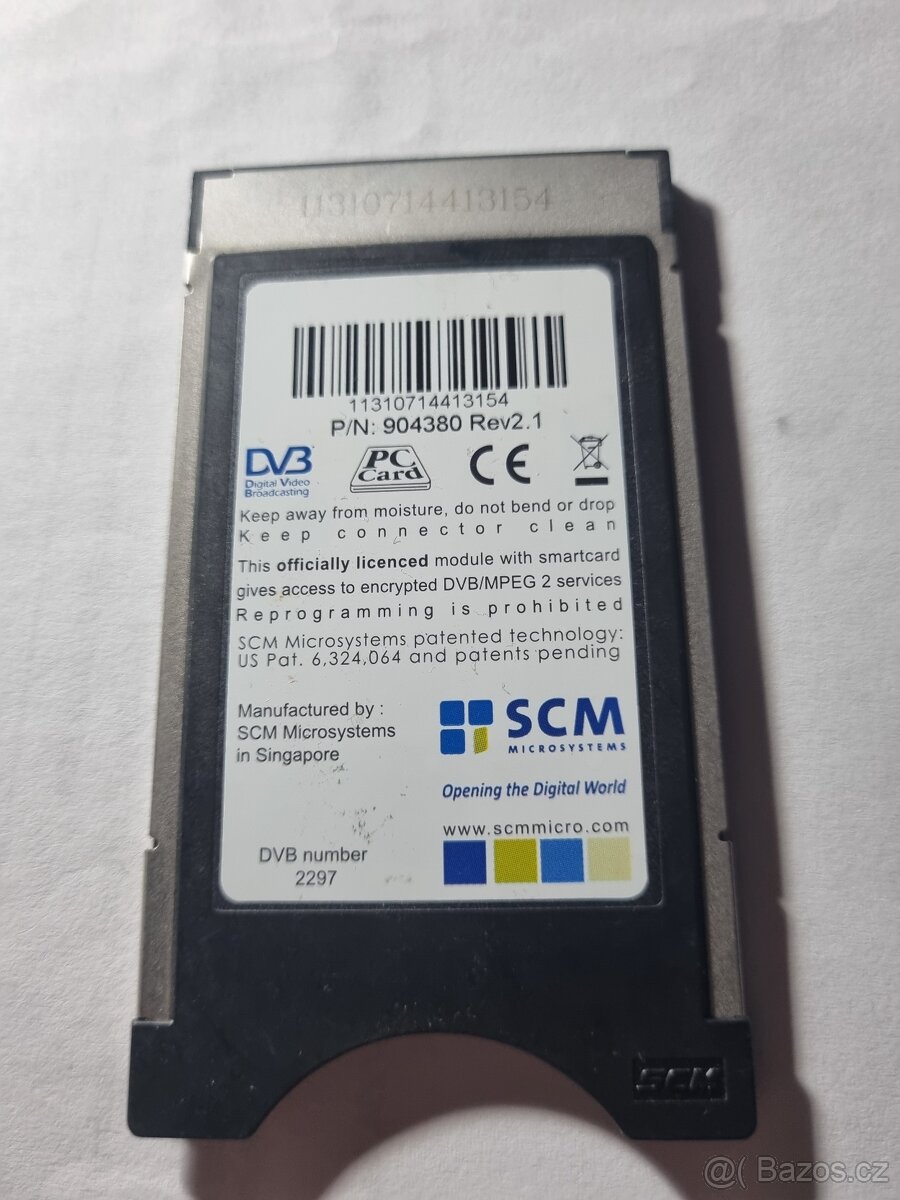 11310714413154
11310714413154
P/N: 904380 Rev2.1
DVB
Digital Video
Broadcasting
PC
Card
CE
Keep away from moisture, do not bend or drop
Keep connector clean
This officially licenced module with smartcard
gives access to encrypted DVB/MPEG 2 services
Reprogramming is prohibited
SCM Microsystems patented technology:
US Pat. 6,324,064 and patents pending
Manufactured by :
SCM Microsystems
in Singapore
SCM
MICROSYSTEMS
Opening the Digital World
www.scmmicro.com
DVB number
2297
SCM
@( Bazos.cz